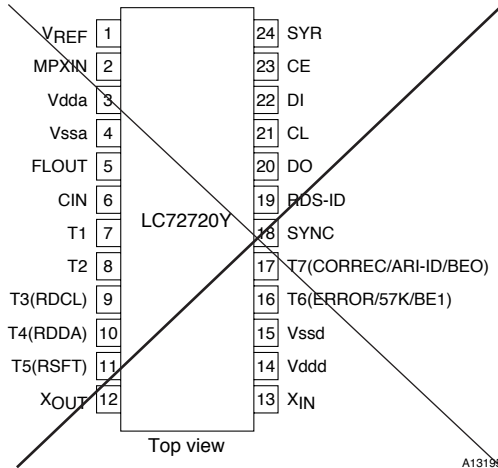 VREF 1 24 SYR
MPXIN 2 23 CE
Vdda 3 22 DI
Vssa 4 21 CL
FLOUT 5 20 DO
CIN 6 19 RDS-ID
T1 7 LC72720Y 18 SYNC
T2 8 17 T7(CORREC/ARI-ID/BEO)
T3(RDCL) 9 16 T6(ERROR/57K/BE1)
T4(RDDA) 10 15 Vssd
T5(RSFT) 11 14 Vddd
XOUT 12 13 XIN
Top view